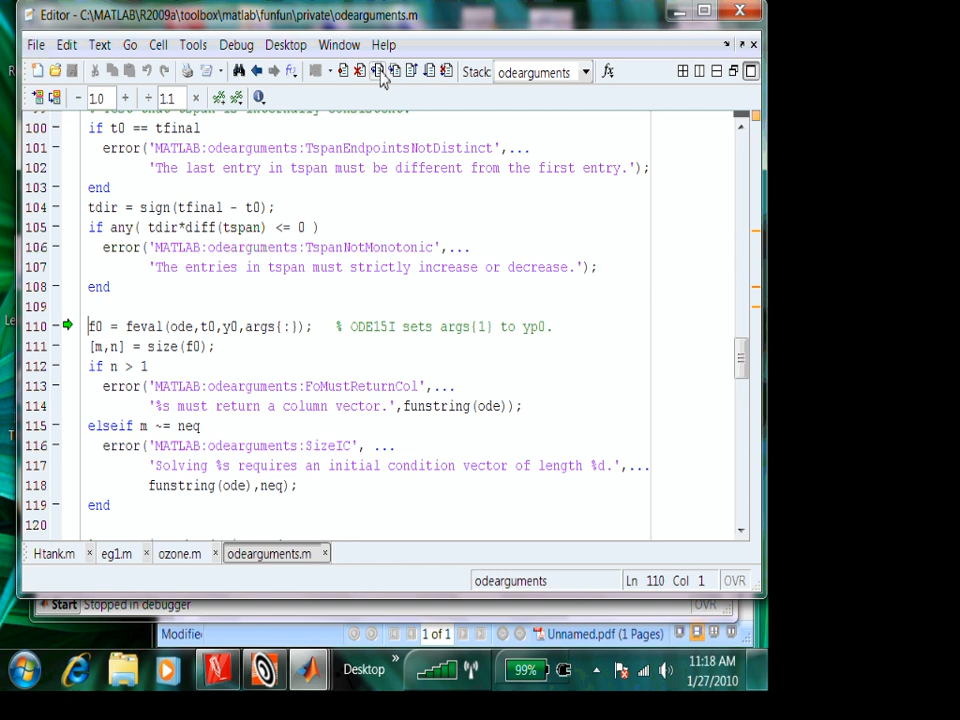 Editor - C:\MATLAB\R2009a\toolbox\matlab\funfun\private\odearguments.m
File Edit Text Go Cell Tools Debug Desktop Window Help
Stack: odearguments fx
- 1.0 + ÷ 1.1 ×
100 if t0 == tfinal
101 error('MATLAB:odearguments:TspanEndpointsNotDistinct',...
102 'The last entry in tspan must be different from the first entry.');
103 end
104 tdir = sign(tfinal - t0);
105 if any( tdir*diff(tspan) <= 0 )
106 error('MATLAB:odearguments:TspanNotMonotonic',...
107 'The entries in tspan must strictly increase or decrease.');
108 end
109
110 f0 = feval(ode,t0,y0,args{:}); % ODE15I sets args{1} to yp0.
111 [m,n] = size(f0);
112 if n > 1
113 error('MATLAB:odearguments:FoMustReturnCol',...
114 '%s must return a column vector.',funstring(ode));
115 elseif m ~= neq
116 error('MATLAB:odearguments:SizeIC', ...
117 'Solving %s requires an initial condition vector of length %d.',...
118 funstring(ode),neq);
119 end
120
Htank.m × eg1.m × ozone.m × odearguments.m ×
odearguments Ln 110 Col 1 OVR
Start Stopped in debugger OVR
Modifie 1 of 1 Unnamed.pdf (1 Pages)
Desktop » 99% 11:18 AM
1/27/2010